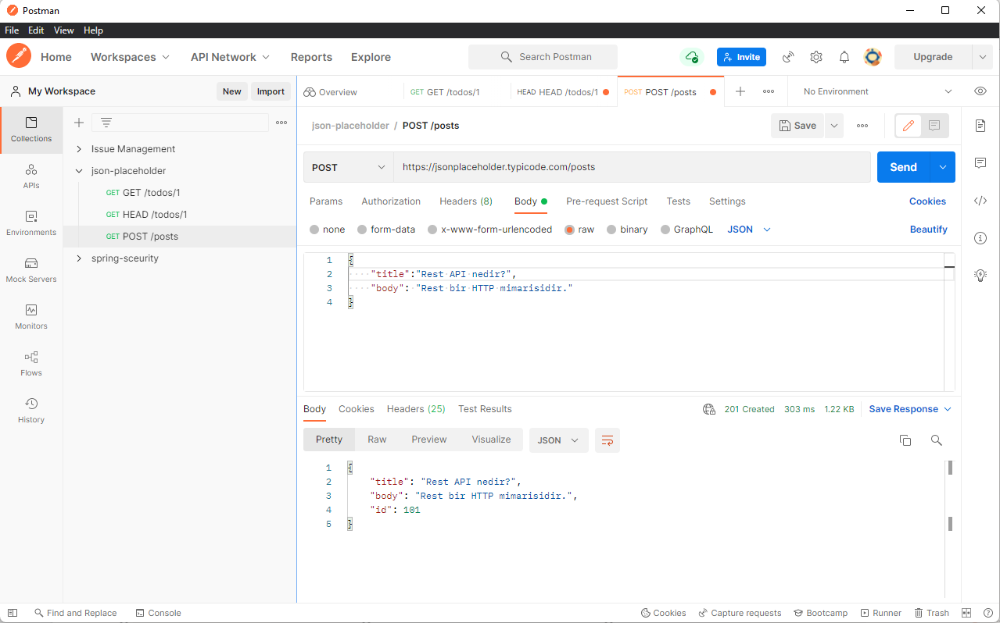 Postman
File Edit View Help
Home Workspaces API Network Reports Explore Search Postman Invite Upgrade
My Workspace New Import
Overview GET GET /todos/1 HEAD HEAD /todos/1 POST POST /posts No Environment
Collections
APIs
Environments
Mock Servers
Monitors
Flows
History
Issue Management
json-placeholder
GET GET /todos/1
GET HEAD /todos/1
GET POST /posts
spring-sceurity
json-placeholder / POST /posts Save
POST https://jsonplaceholder.typicode.com/posts Send
Params Authorization Headers (8) Body Pre-request Script Tests Settings Cookies
none form-data x-www-form-urlencoded raw binary GraphQL JSON Beautify
1 {
2 "title":"Rest API nedir?",
3 "body": "Rest bir HTTP mimarisidir."
4 }
Body Cookies Headers (25) Test Results 201 Created 303 ms 1.22 KB Save Response
Pretty Raw Preview Visualize JSON
1 {
2 "title": "Rest API nedir?",
3 "body": "Rest bir HTTP mimarisidir.",
4 "id": 101
5 }
Find and Replace Console Cookies Capture requests Bootcamp Runner Trash